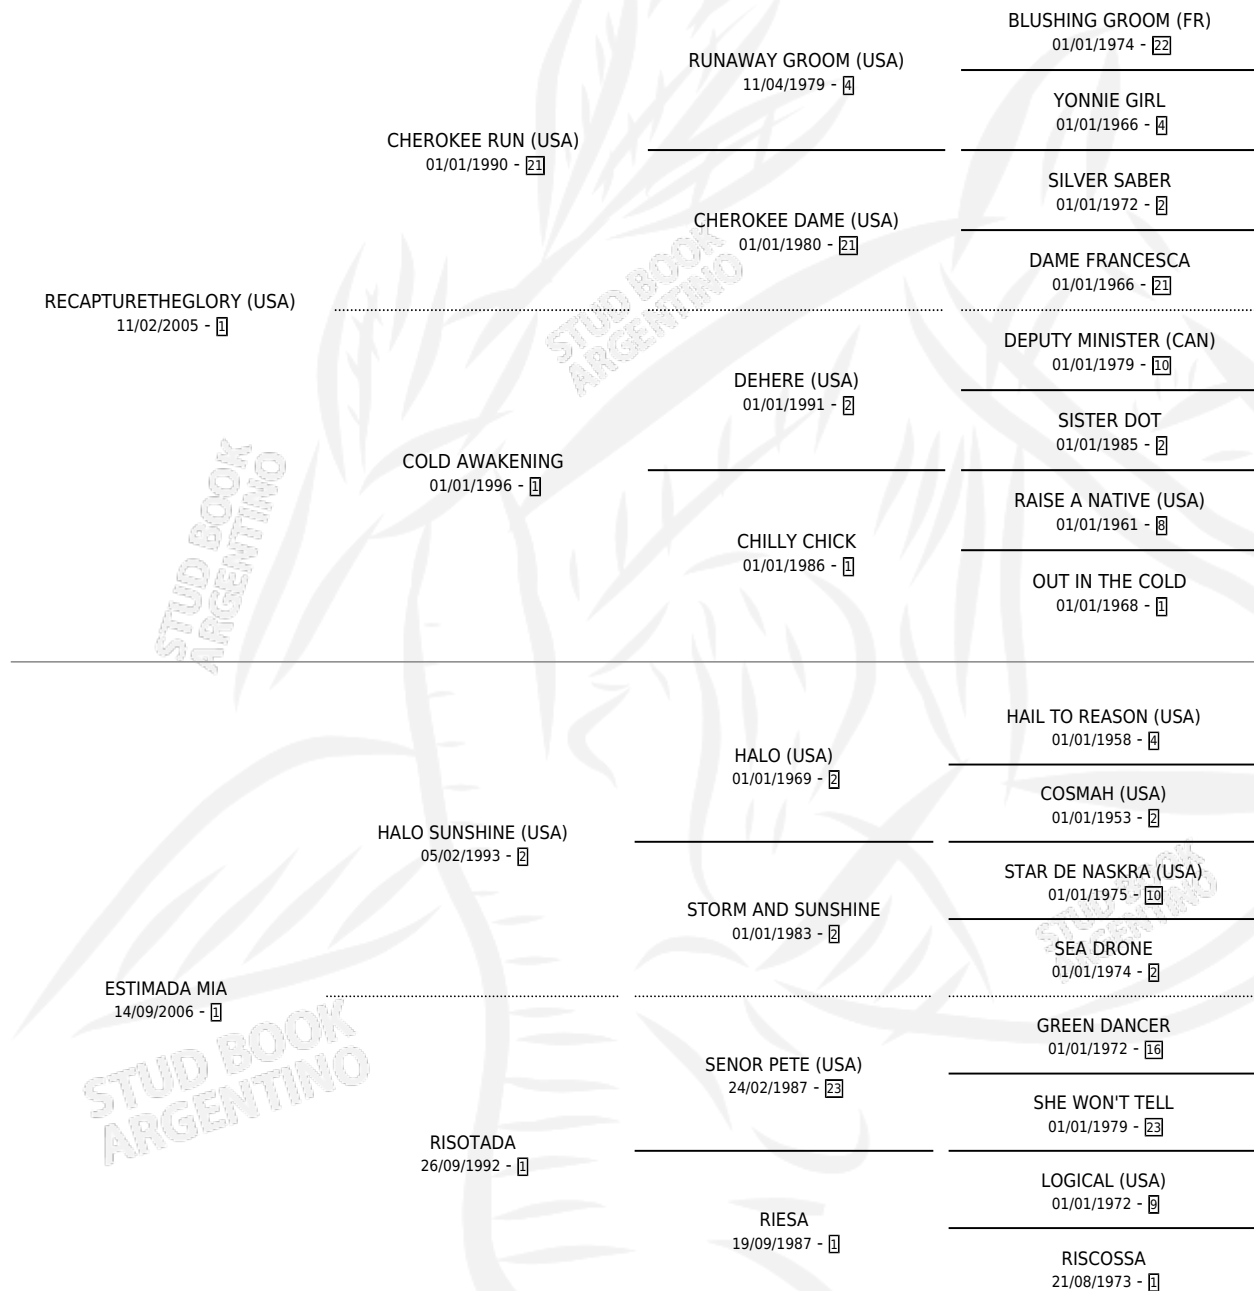 BLUSHING GROOM (FR)
01/01/1974 - 22
RUNAWAY GROOM (USA)
11/04/1979 - 4
YONNIE GIRL
01/01/1966 - 4
CHEROKEE RUN (USA)
01/01/1990 - 21
SILVER SABER
01/01/1972 - 2
CHEROKEE DAME (USA)
01/01/1980 - 21
DAME FRANCESCA
01/01/1966 - 21
RECAPTURETHEGLORY (USA)
11/02/2005 - 1
STUD BOOK
ARGENTINO
DEPUTY MINISTER (CAN)
01/01/1979 - 10
DEHERE (USA)
01/01/1991 - 2
SISTER DOT
01/01/1985 - 2
COLD AWAKENING
01/01/1996 - 1
RAISE A NATIVE (USA)
01/01/1961 - 8
CHILLY CHICK
01/01/1986 - 1
OUT IN THE COLD
01/01/1968 - 1
STUD BOOK
ARGENTINO
HAIL TO REASON (USA)
01/01/1958 - 4
HALO (USA)
01/01/1969 - 2
COSMAH (USA)
01/01/1953 - 2
HALO SUNSHINE (USA)
05/02/1993 - 2
STAR DE NASKRA (USA)
01/01/1975 - 10
STORM AND SUNSHINE
01/01/1983 - 2
STUD BOOK
ARGENTINO
SEA DRONE
01/01/1974 - 2
ESTIMADA MIA
14/09/2006 - 1
GREEN DANCER
01/01/1972 - 16
SENOR PETE (USA)
24/02/1987 - 23
SHE WON'T TELL
01/01/1979 - 23
STUD BOOK
ARGENTINO
RISOTADA
26/09/1992 - 1
LOGICAL (USA)
01/01/1972 - 9
RIESA
19/09/1987 - 1
RISCOSSA
21/08/1973 - 1